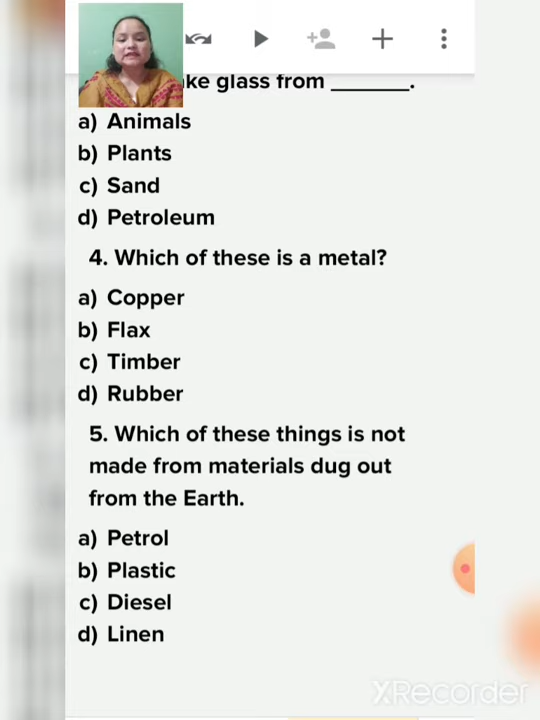 ke glass from ______.
a) Animals
b) Plants
c) Sand
d) Petroleum
4. Which of these is a metal?
a) Copper
b) Flax
c) Timber
d) Rubber
5. Which of these things is not
made from materials dug out
from the Earth.
a) Petrol
b) Plastic
c) Diesel
d) Linen
XRecorder